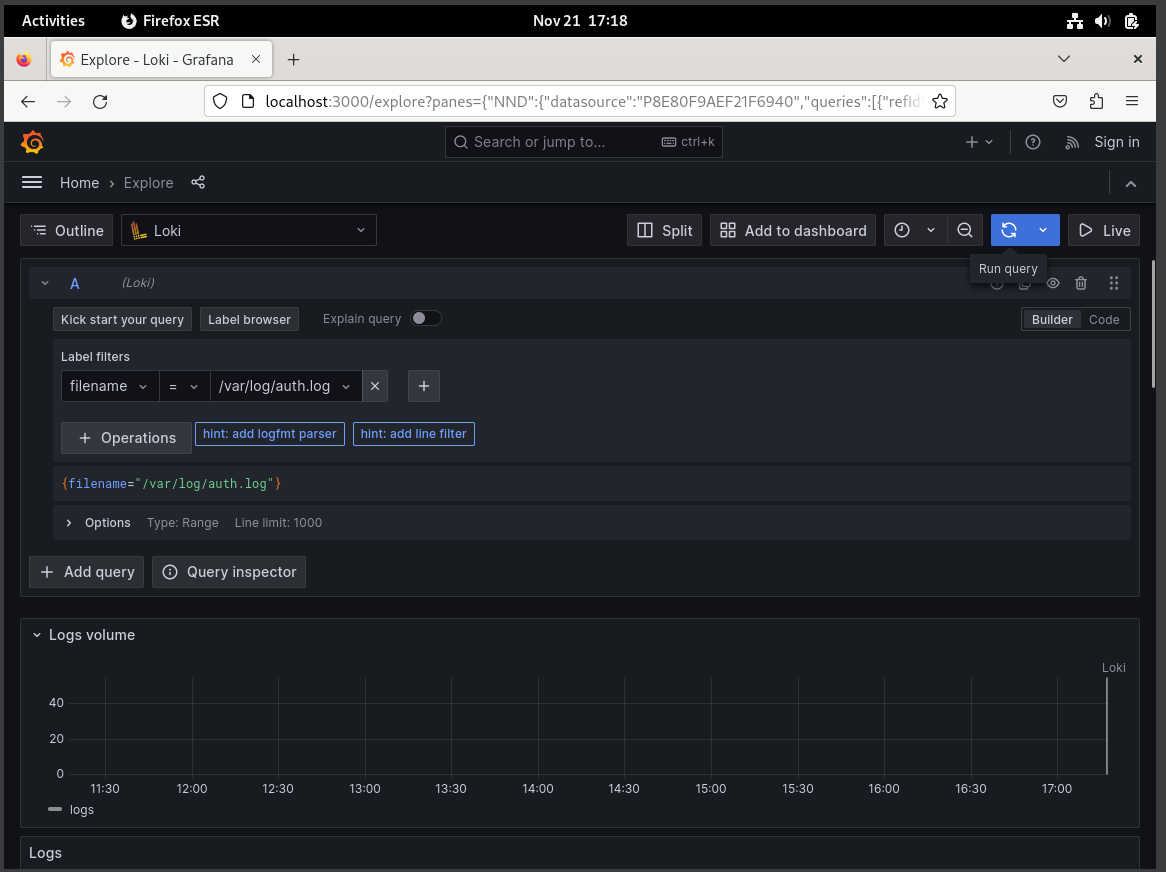 Activities Firefox ESR Nov 21 17:18
Explore - Loki - Grafana
localhost:3000/explore?panes={"NND":{"datasource":"P8E80F9AEF21F6940","queries":[{"refId
Search or jump to... ctrl+k Sign in
Home › Explore
Outline Loki Split Add to dashboard Live
Run query
A (Loki)
Kick start your query Label browser Explain query Builder Code
Label filters
filename = /var/log/auth.log
+ Operations hint: add logfmt parser hint: add line filter
{filename="/var/log/auth.log"}
Options Type: Range Line limit: 1000
+ Add query Query inspector
Logs volume
Loki
40
20
0
11:30 12:00 12:30 13:00 13:30 14:00 14:30 15:00 15:30 16:00 16:30 17:00
logs
Logs